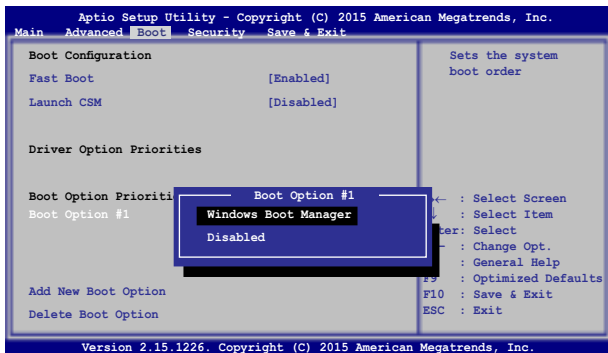 Aptio Setup Utility - Copyright (C) 2015 American Megatrends, Inc.
Main Advanced Boot Security Save & Exit
Boot Configuration
Fast Boot [Enabled]
Launch CSM [Disabled]
Driver Option Priorities
Boot Option Prioriti
Boot Option #1
Add New Boot Option
Delete Boot Option
Boot Option #1
Windows Boot Manager
Disabled
Sets the system
boot order
← : Select Screen
: Select Item
ter: Select
— : Change Opt.
: General Help
F9 : Optimized Defaults
F10 : Save & Exit
ESC : Exit
Version 2.15.1226. Copyright (C) 2015 American Megatrends, Inc.